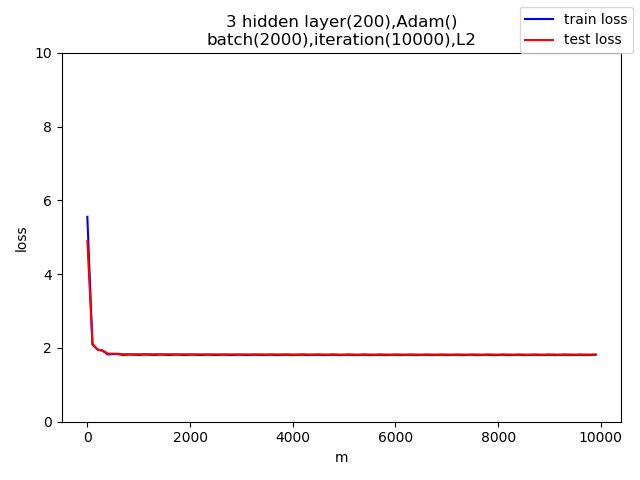 3 hidden layer(200),Adam()
batch(2000),iteration(10000),L2
train loss
test loss
10
8
6
4
2
0
loss
0 2000 4000 6000 8000 10000
m